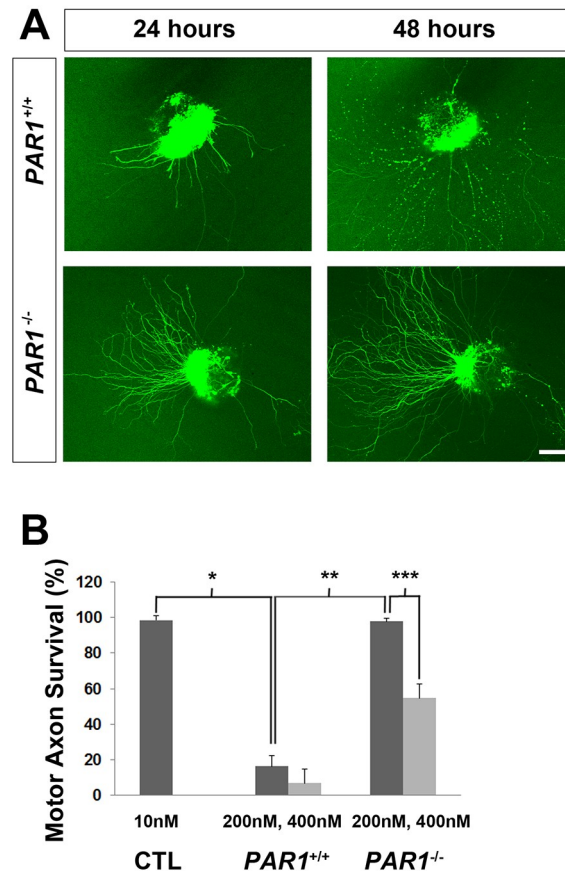 A
24 hours 48 hours
PAR1+/+
PAR1-/-
B
Motor Axon Survival (%)
* ** ***
120
100
80
60
40
20
0
10nM 200nM, 400nM 200nM, 400nM
CTL PAR1+/+ PAR1-/-